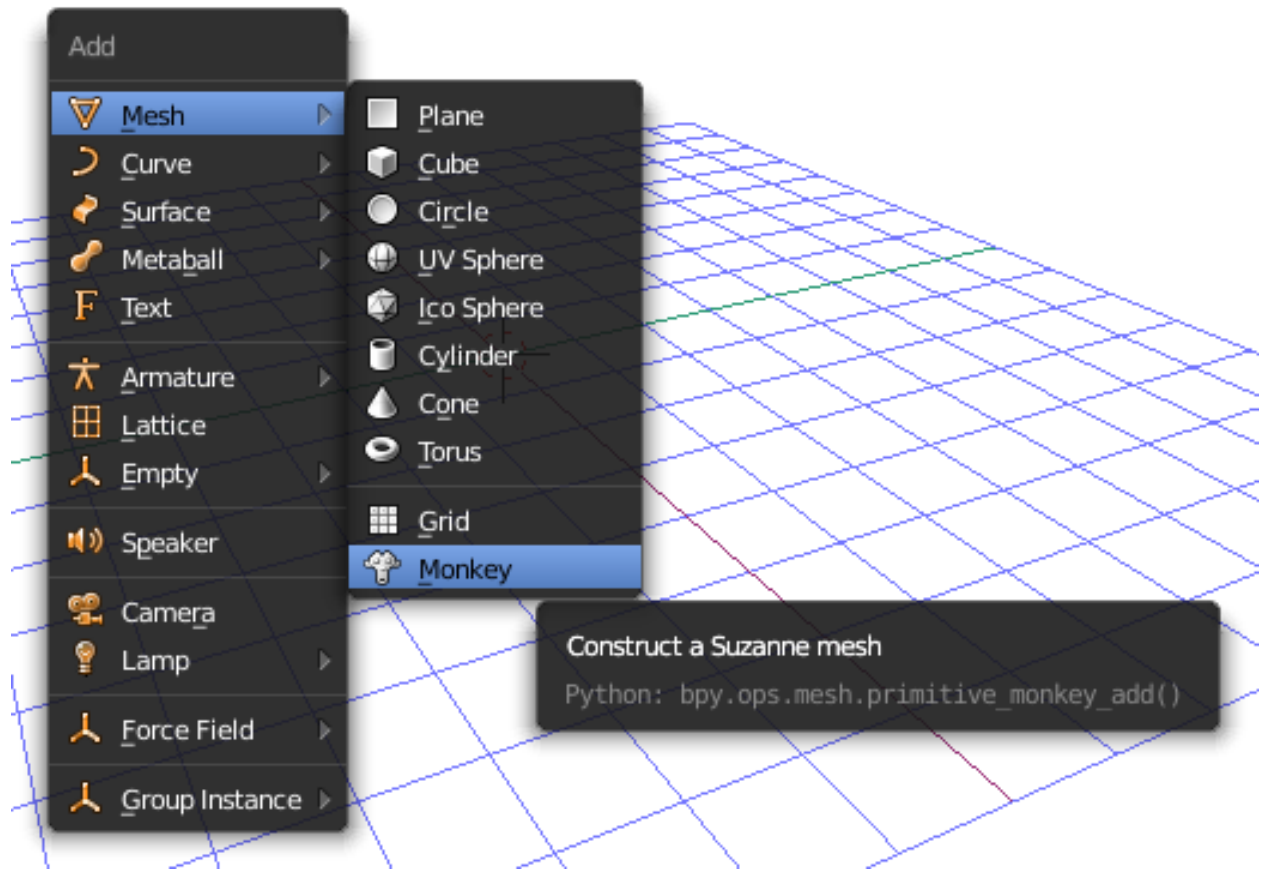 Add
Mesh
Curve
Surface
Metaball
Text
Armature
Lattice
Empty
Speaker
Camera
Lamp
Force Field
Group Instance
Plane
Cube
Circle
UV Sphere
Ico Sphere
Cylinder
Cone
Torus
Grid
Monkey
Construct a Suzanne mesh
Python: bpy.ops.mesh.primitive_monkey_add()